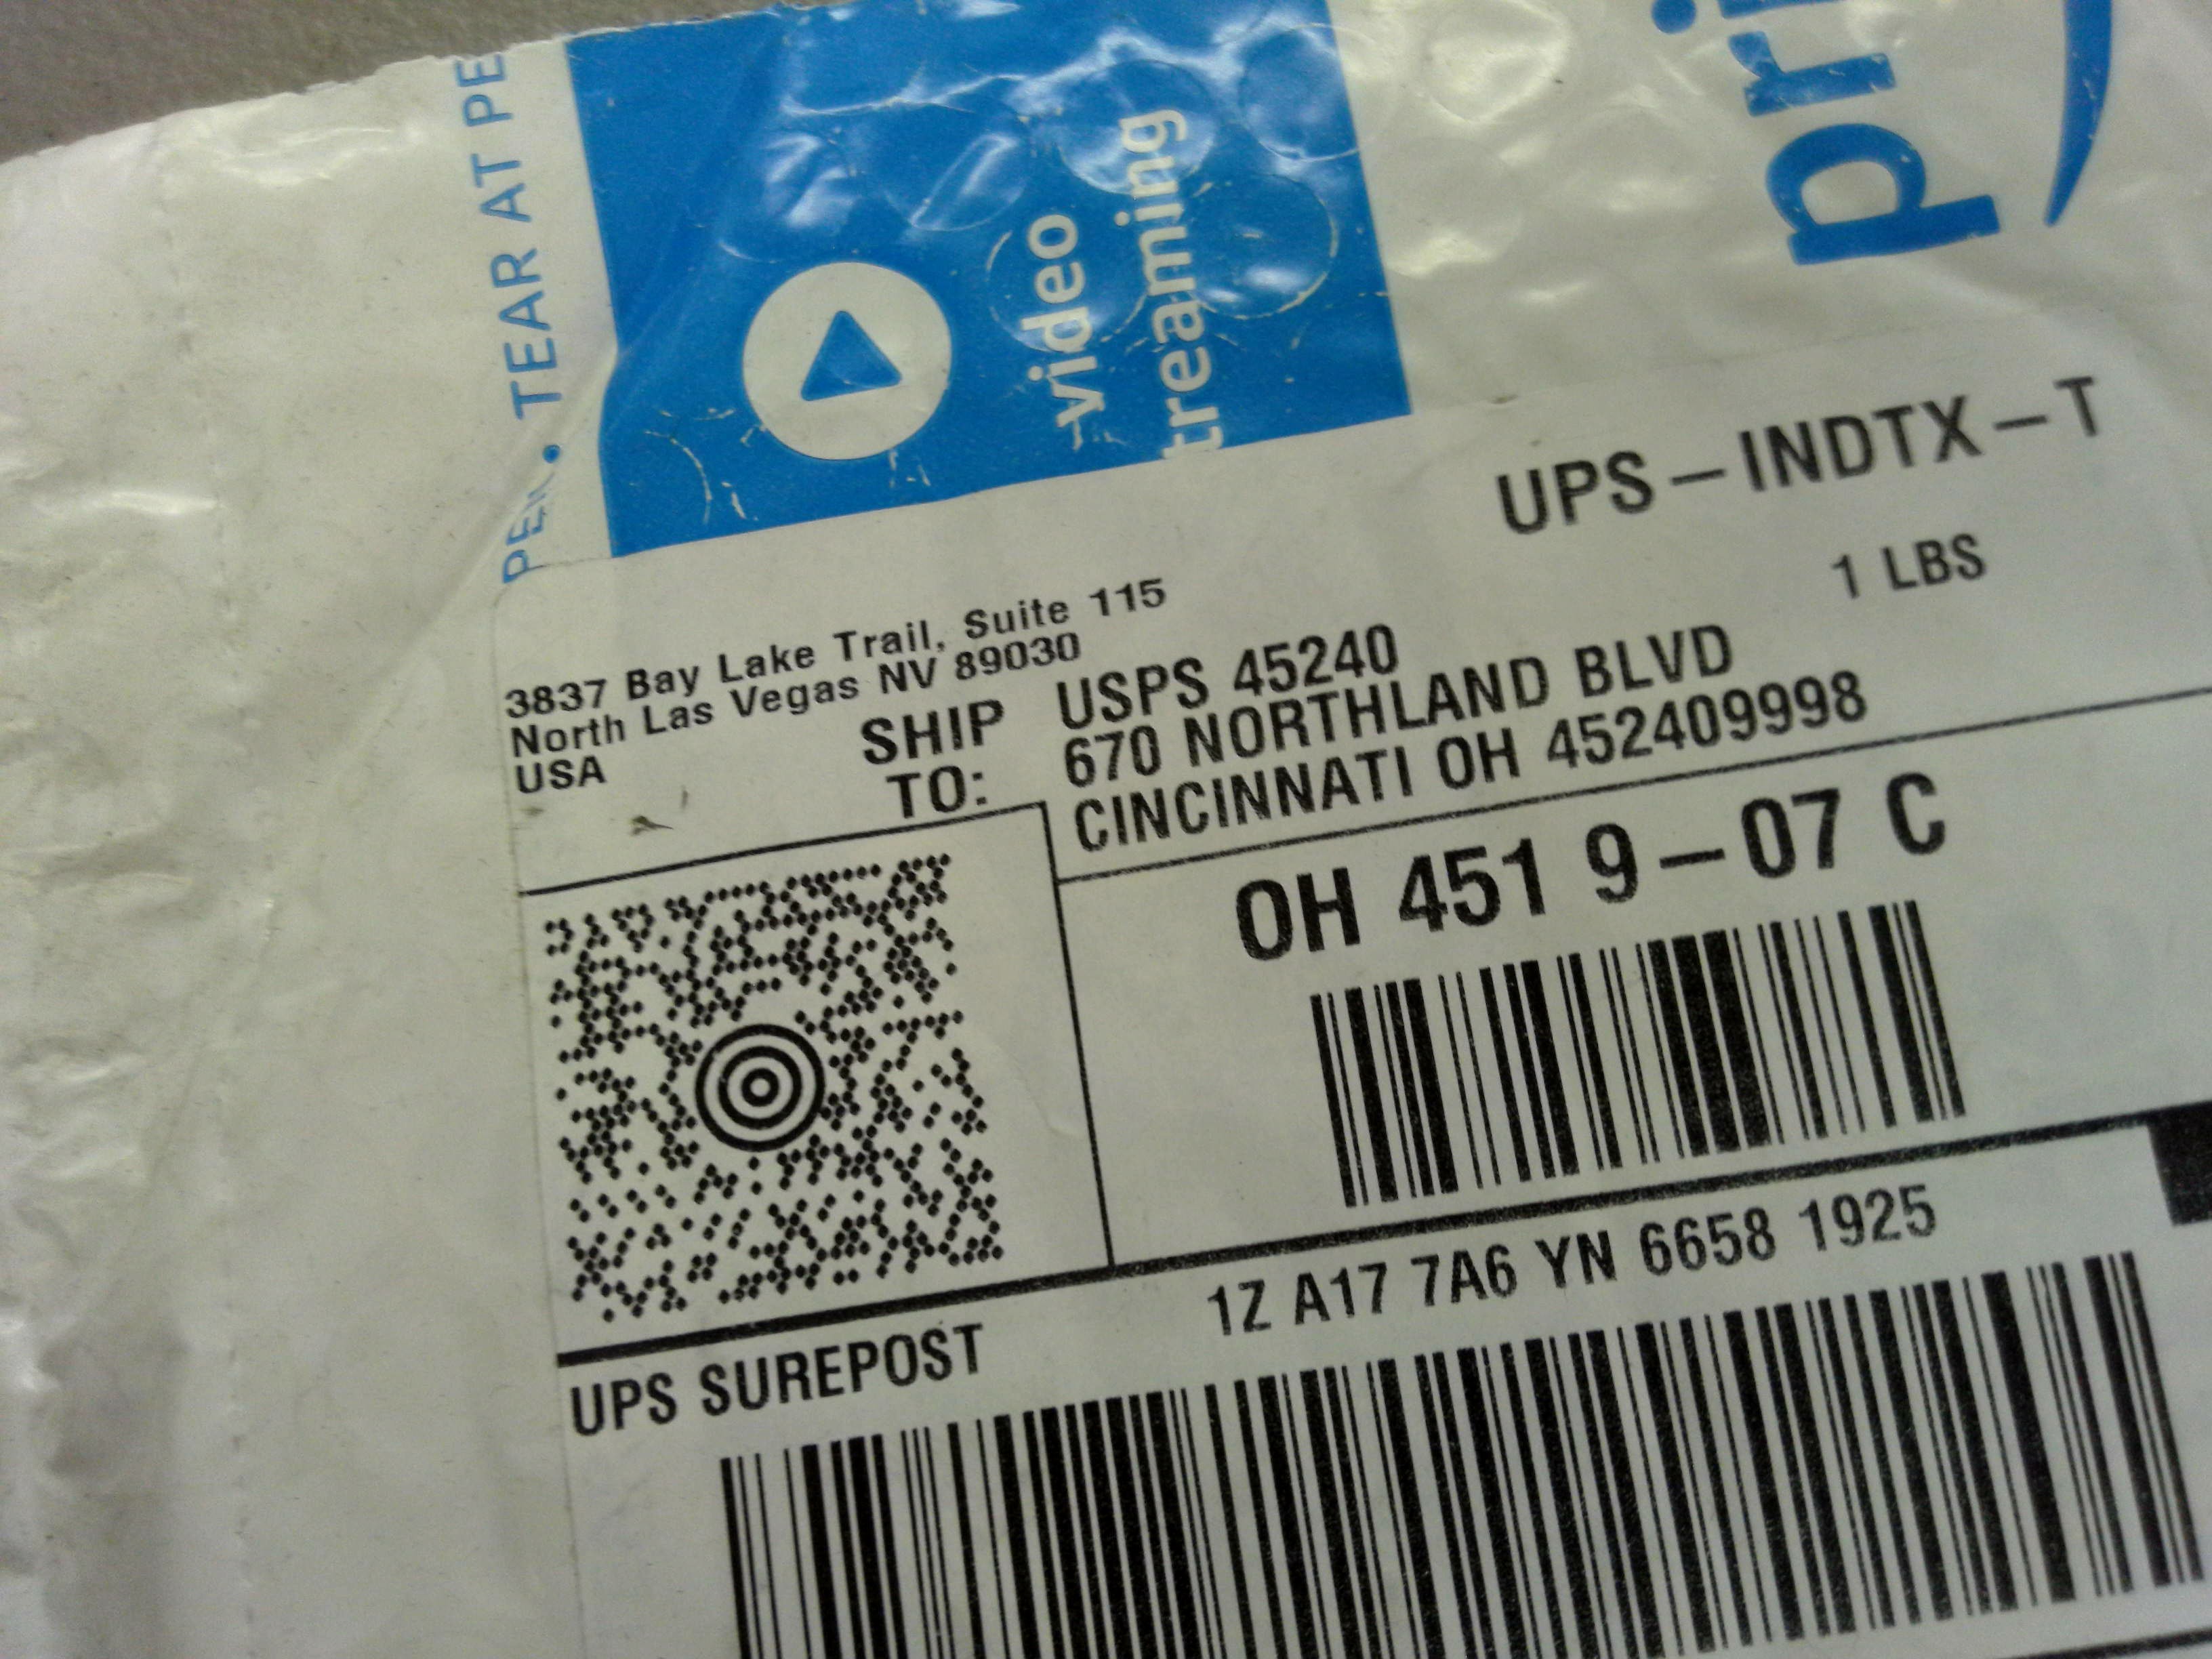 TEAR AT PE
video
treaming
pri
UPS-INDTX-T
1 LBS
3837 Bay Lake Trail, Suite 115
North Las Vegas NV 89030
USA
SHIP
TO:
USPS 45240
670 NORTHLAND BLVD
CINCINNATI OH 452409998
OH 451 9-07 C
UPS SUREPOST
1Z A17 7A6 YN 6658 1925